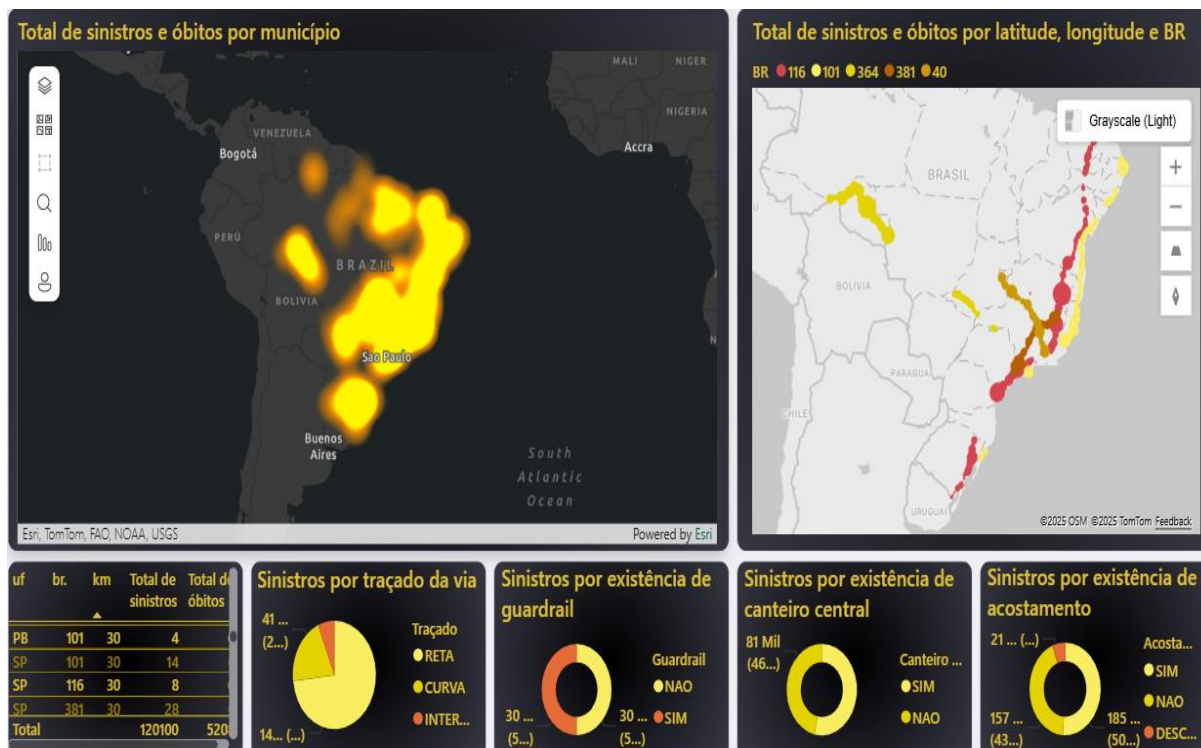 Total de sinistros e óbitos por município
MALI
NIGER
NIGERIA
VENEZUELA
Bogotá
Accra
PERÚ
BRAZIL
BOLIVIA
Sao Paulo
Buenos
Aires
South
Atlantic
Ocean
Esri, TomTom, FAO, NOAA, USGS
Powered by Esri
Total de sinistros e óbitos por latitude, longitude e BR
BR 116 101 364 381 40
Grayscale (Light)
BRASIL
BOLÍVIA
PARAGUAI
CHILE
URUGUAI
©2025 OSM ©2025 TomTom Feedback
uf br. km Total de sinistros Total de óbitos
PB 101 30 4
SP 101 30 14
SP 116 30 8
SP 381 30 28
Total 120100 520
Sinistros por traçado da via
41 ...
(2...)
14... (...)
Traçado
RETA
CURVA
INTER...
Sinistros por existência de
guardrail
30 ...
(5...)
30 ...
(5...)
Guardrail
NAO
SIM
Sinistros por existência de
canteiro central
81 Mil
(46...)
Canteiro ...
SIM
NAO
Sinistros por existência de
acostamento
21 ... (...)
157 ...
(43...)
185 ...
(50...)
Acosta...
SIM
NAO
DESC...